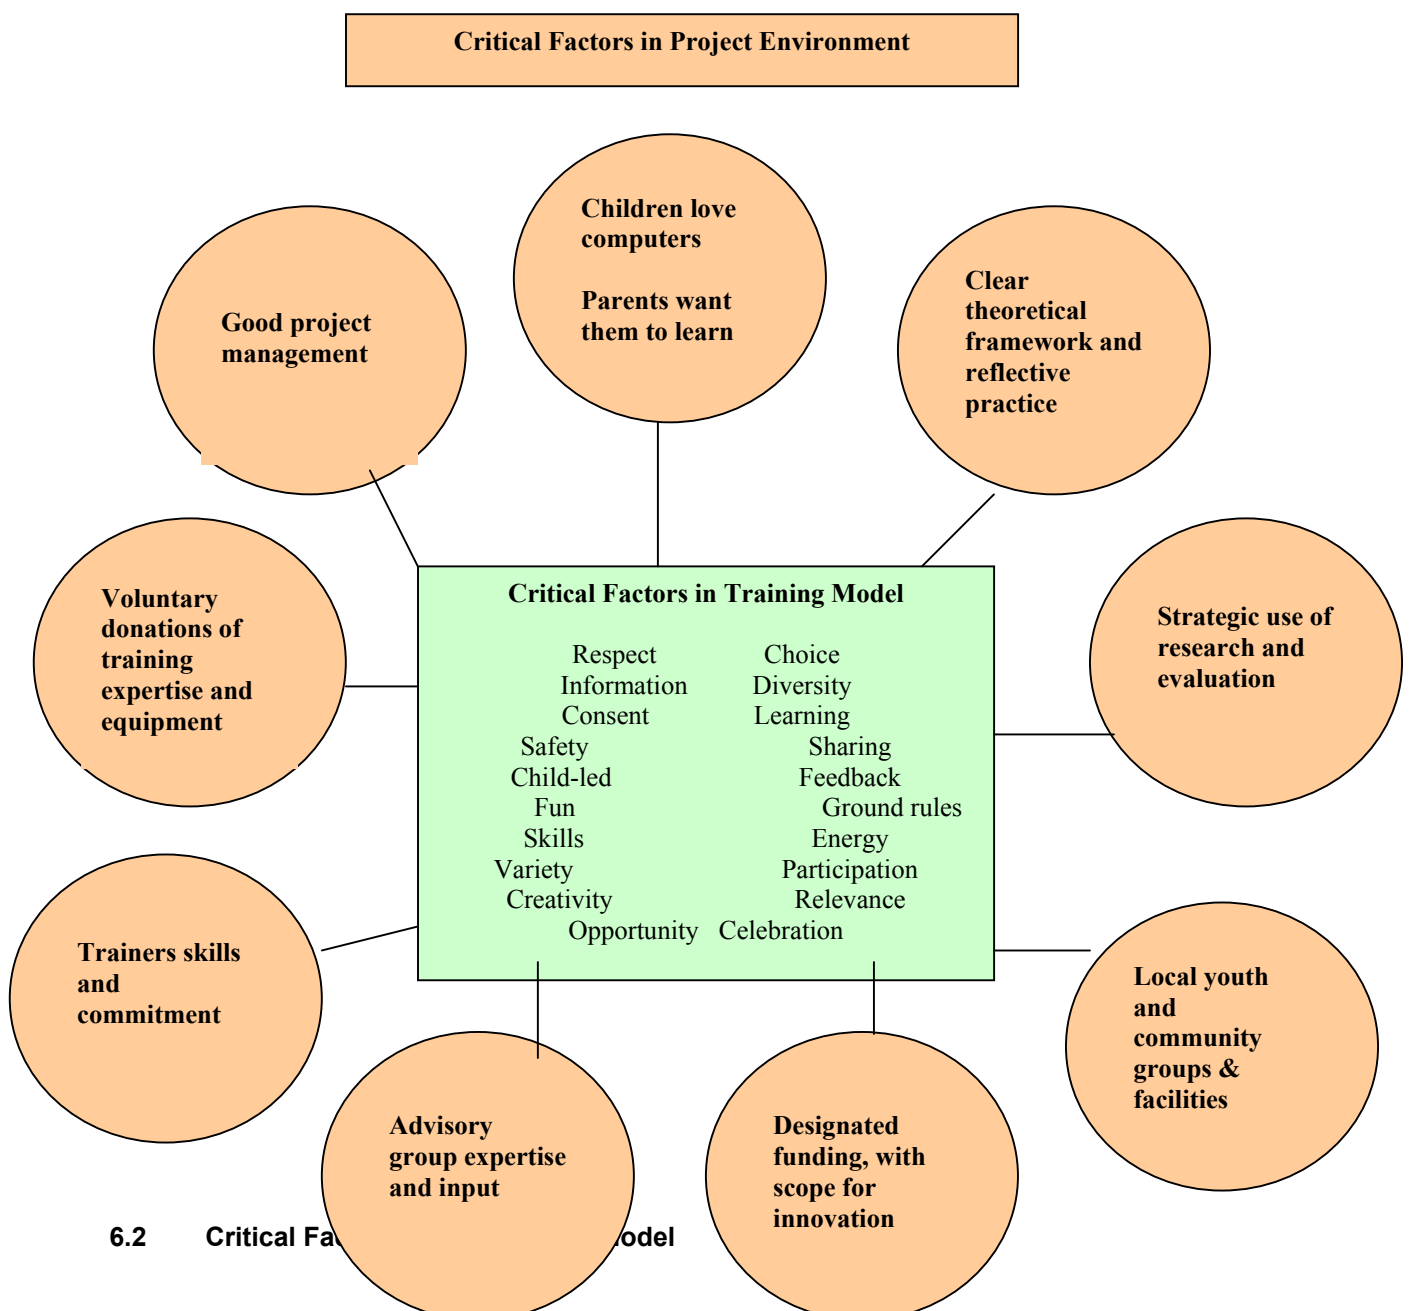 Critical Factors in Project Environment
Children love
computers
Parents want
them to learn
Good project
management
Clear
theoretical
framework and
reflective
practice
Voluntary
donations of
training
expertise and
equipment
Critical Factors in Training Model
Respect Choice
Information Diversity
Consent Learning
Safety Sharing
Child-led Feedback
Fun Ground rules
Skills Energy
Variety Participation
Creativity Relevance
Opportunity Celebration
Strategic use of
research and
evaluation
Trainers skills
and
commitment
Local youth
and
community
groups &
facilities
Advisory
group expertise
and input
Designated
funding, with
scope for
innovation
6.2 Critical